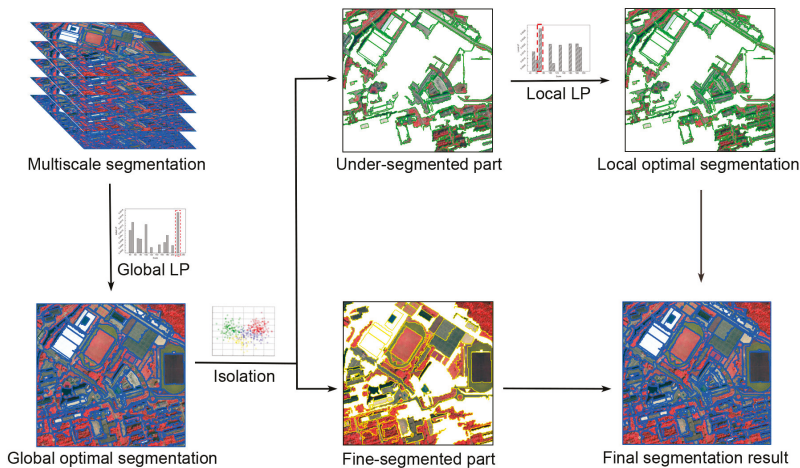 Multiscale segmentation
Under-segmented part
Local LP
Local optimal segmentation
Global LP
Isolation
Global optimal segmentation
Fine-segmented part
Final segmentation result